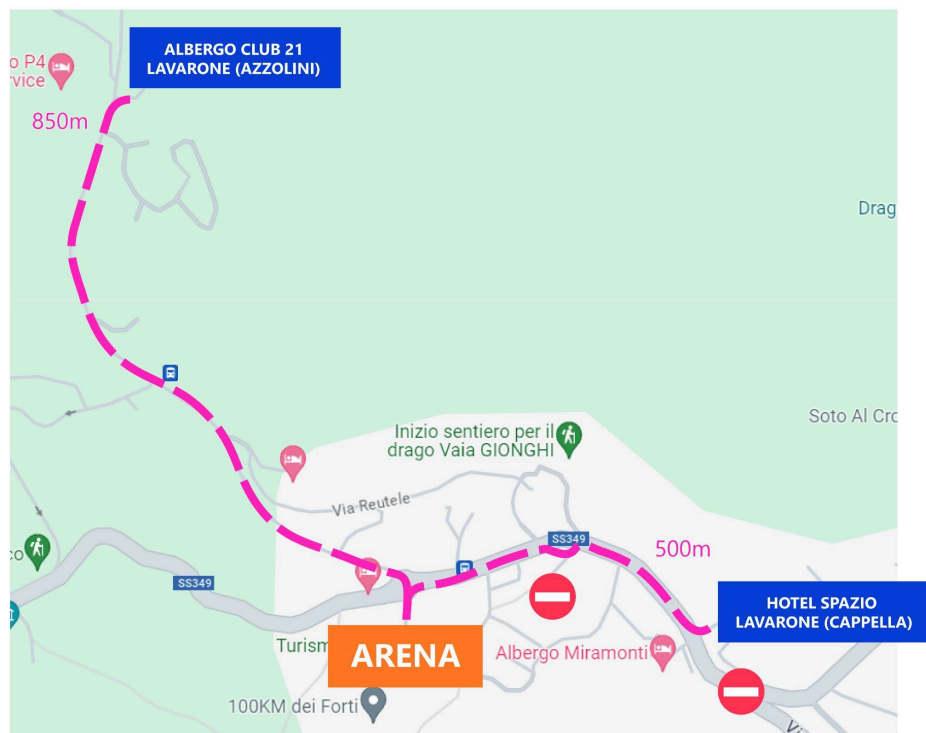 ALBERGO CLUB 21
LAVARONE (AZZOLINI)
o P4
rvice
850m
Drag
Soto Al Cro
Inizio sentiero per il
drago Vaia GIONGHI
Via Reutele
SS349
500m
co
SS349
HOTEL SPAZIO
LAVARONE (CAPPELLA)
Turism
ARENA
Albergo Miramonti
100KM dei Forti